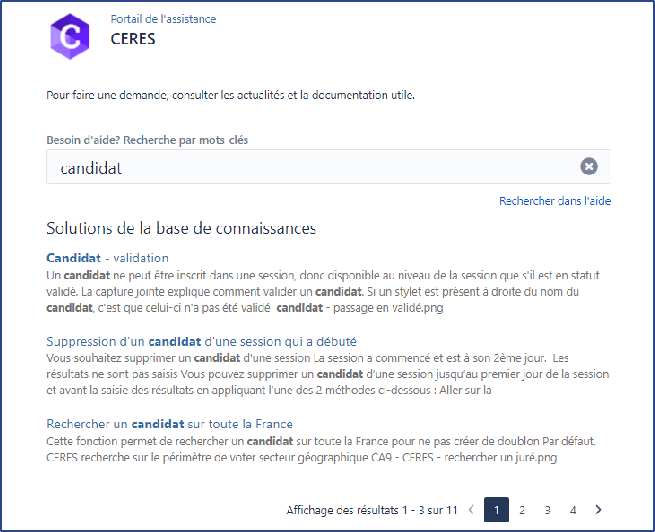 Portail de l'assistance
CERES
Pour faire une demande, consulter les actualités et la documentation utile.
Besoin d'aide? Recherche par mots clés
candidat
Rechercher dans l'aide
Solutions de la base de connaissances
Candidat - validation
Un candidat ne peut être inscrit dans une session, donc disponible au niveau de la session que s'il est en statut
validé. La capture jointe explique comment valider un candidat. Si un stylet est présent à droite du nom du
candidat, c'est que celui-ci n'a pas été validé candidat - passage en validé.png
Suppression d'un candidat d'une session qui a débuté
Vous souhaitez supprimer un candidat d'une session La session a commencé et est à son 2ème jour. Les
résultats ne sont pas saisis Vous pouvez supprimer un candidat d'une session jusqu'au premier jour de la session
et avant la saisie des résultats en appliquant l'une des 2 méthodes ci-dessous : Aller sur la
Rechercher un candidat sur toute la France
Cette fonction permet de rechercher un candidat sur toute la France pour ne pas créer de doublon Par défaut,
CERES recherche sur le périmètre de voter secteur géographique CA9 - CERES - rechercher un juré.png
Affichage des résultats 1 - 3 sur 11 < 1 2 3 4 >